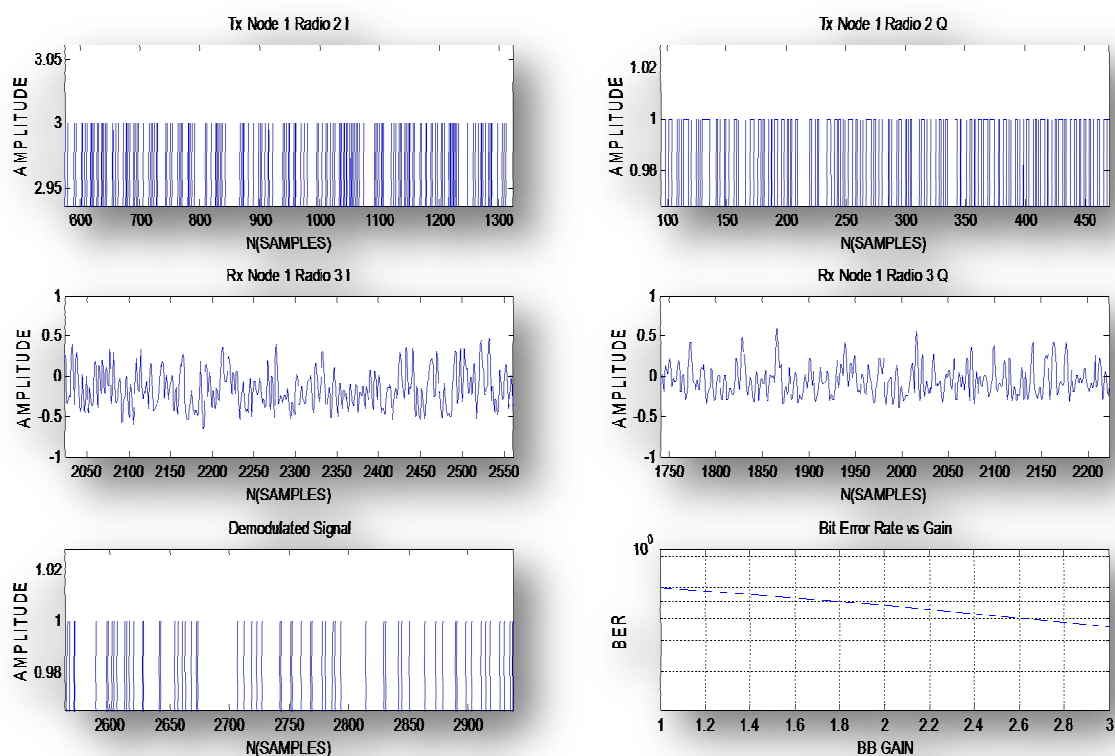 Tx Node 1 Radio 2 I
AMPLITUDE
3.05
3
2.95
600 700 800 900 1000 1100 1200 1300
N(SAMPLES)
Tx Node 1 Radio 2 Q
AMPLITUDE
1.02
1
0.98
100 150 200 250 300 350 400 450
N(SAMPLES)
Rx Node 1 Radio 3 I
AMPLITUDE
1
0.5
0
-0.5
-1
2050 2100 2150 2200 2250 2300 2350 2400 2450 2500 2550
N(SAMPLES)
Rx Node 1 Radio 3 Q
AMPLITUDE
1
0.5
0
-0.5
-1
1750 1800 1850 1900 1950 2000 2050 2100 2150 2200
N(SAMPLES)
Demodulated Signal
AMPLITUDE
1.02
1
0.98
2600 2650 2700 2750 2800 2850 2900
N(SAMPLES)
Bit Error Rate vs Gain
BER
10^0
1 1.2 1.4 1.6 1.8 2 2.2 2.4 2.6 2.8 3
BB GAIN